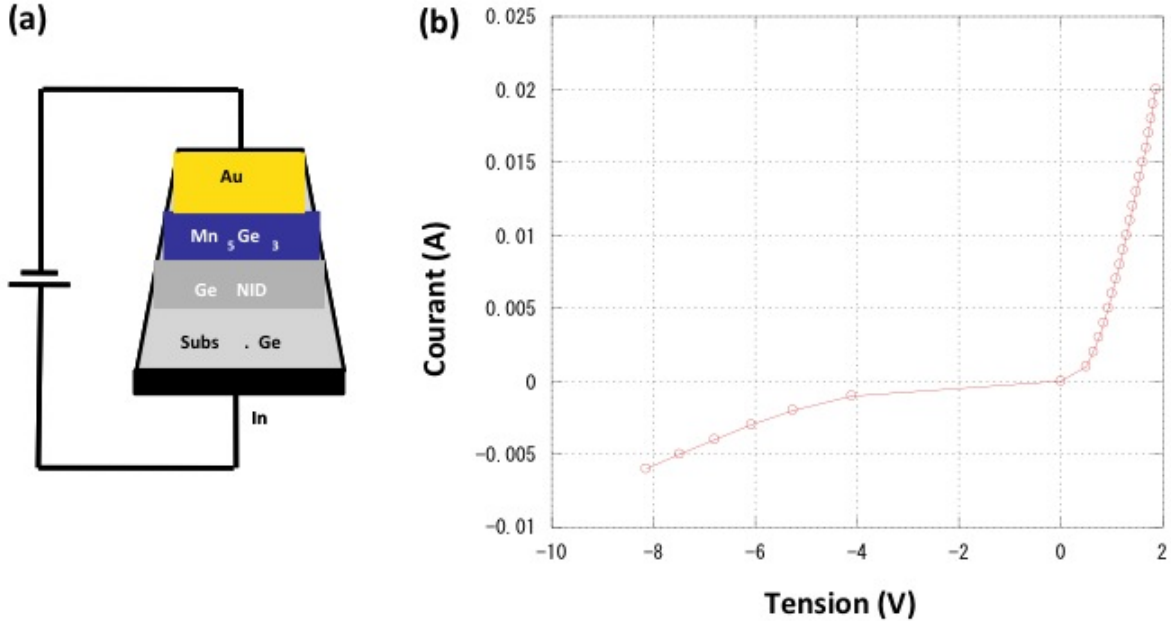 (a)
Au
Mn 5 Ge 3
Ge NID
Subs . Ge
In
(b)
Courant (A)
0.025
0.02
0.015
0.01
0.005
0
-0.005
-0.01
-10 -8 -6 -4 -2 0 2
Tension (V)